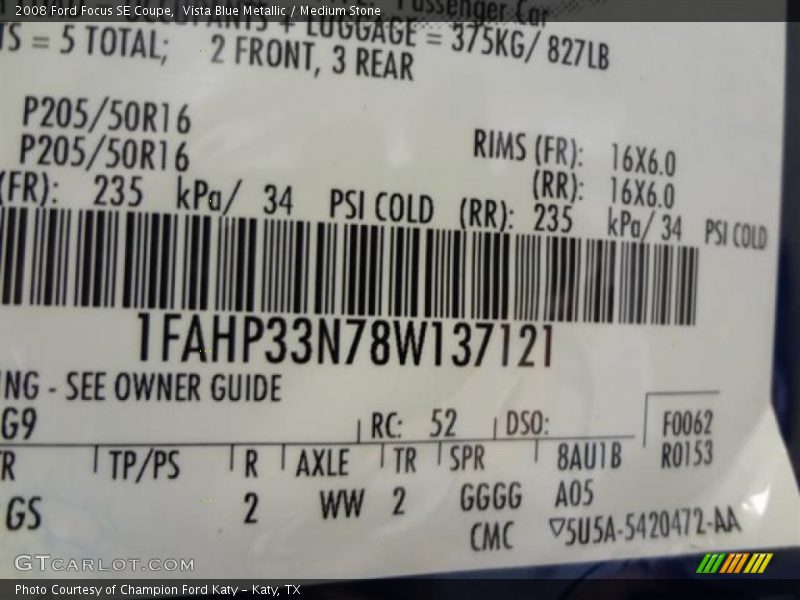 2008 Ford Focus SE Coupe, Vista Blue Metallic / Medium Stone
Passenger Car
OCCUPANTS + LUGGAGE = 375KG/ 827LB
TS = 5 TOTAL; 2 FRONT, 3 REAR
P205/50R16
P205/50R16
RIMS (FR): 16X6.0
(RR): 16X6.0
(FR): 235 kPa/ 34 PSI COLD (RR): 235 kPa/ 34 PSI COLD
1FAHP33N78W137121
ING - SEE OWNER GUIDE
G9 RC: 52 DSO: F0062
R TP/PS R AXLE TR SPR 8AU1B R0153
GS 2 WW 2 GGGG A05
CMC ▽5U5A-5420472-AA
GTCARLOT.COM
Photo Courtesy of Champion Ford Katy – Katy, TX